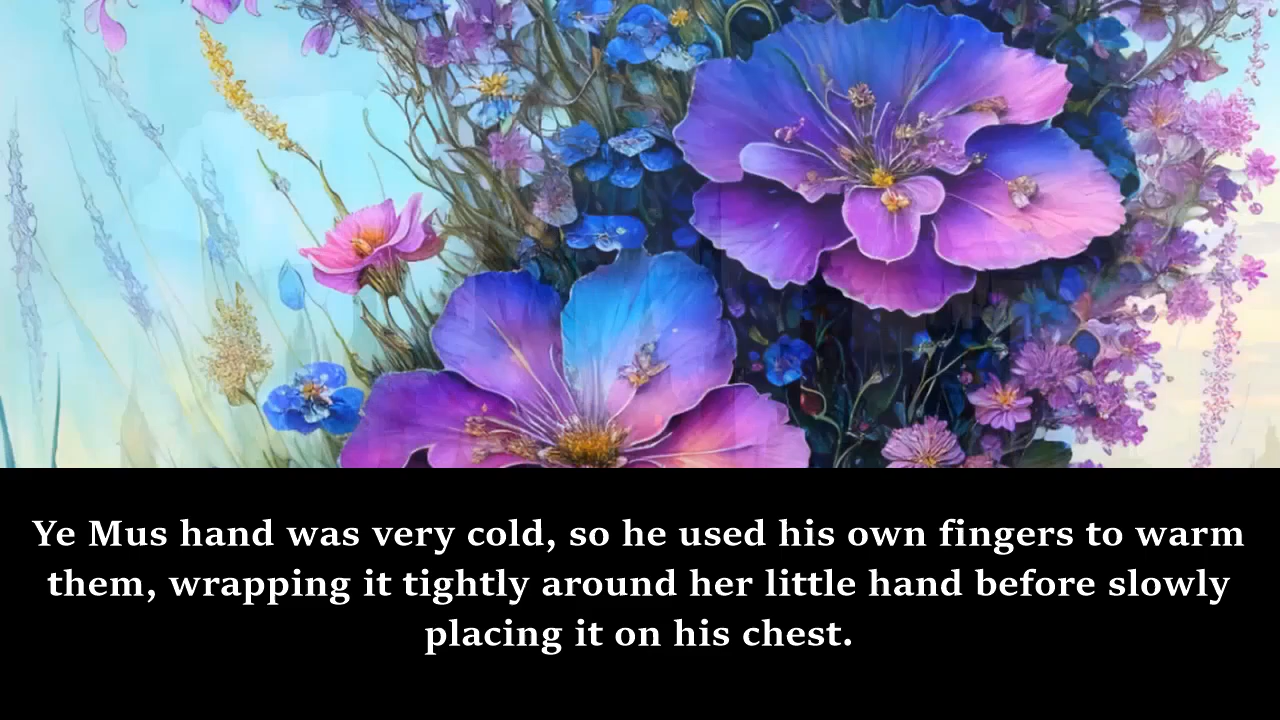 Ye Mus hand was very cold, so he used his own fingers to warm
them, wrapping it tightly around her little hand before slowly
placing it on his chest.